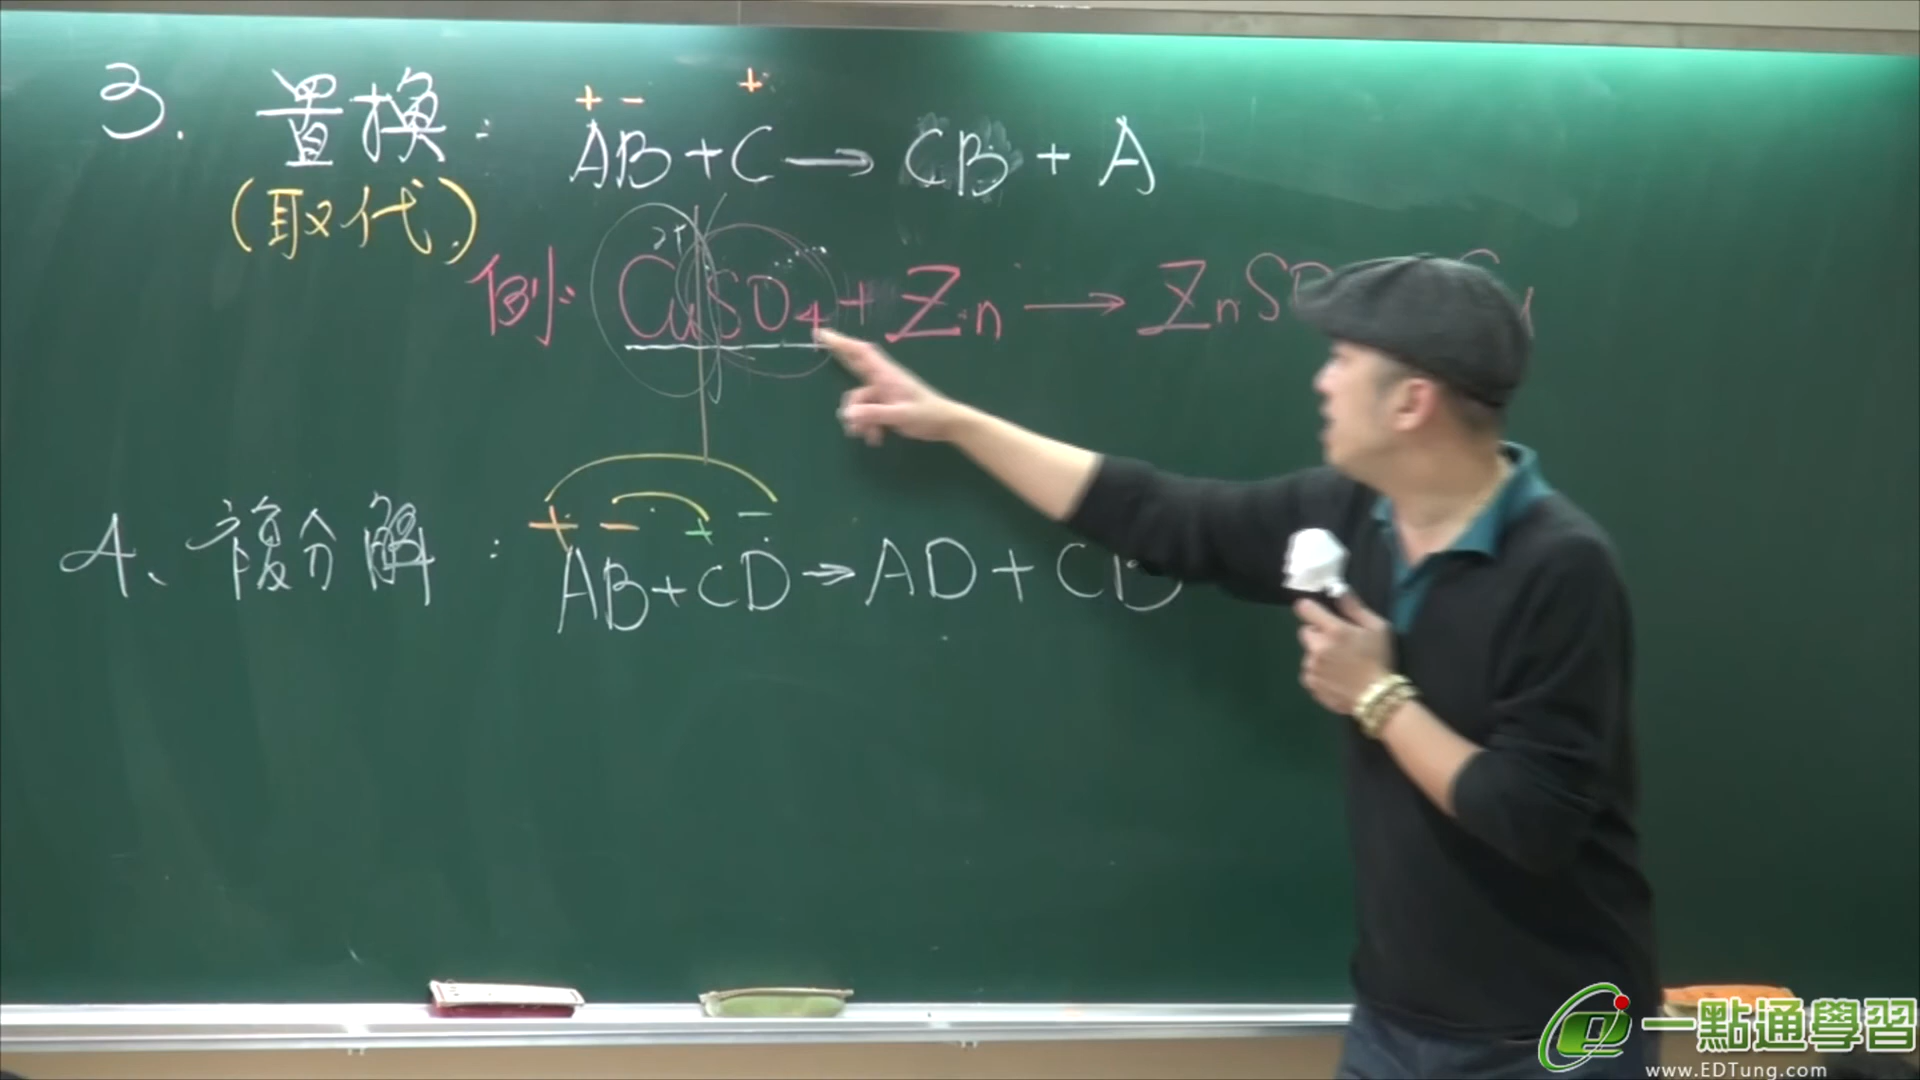 3. 置換: AB + C → CB + A
+ - +
(取代)
例: CuSO4 + Zn → ZnS
2+
4、複分解: AB + CD → AD + CB
+ - + -
一點通學習
www.EDTung.com